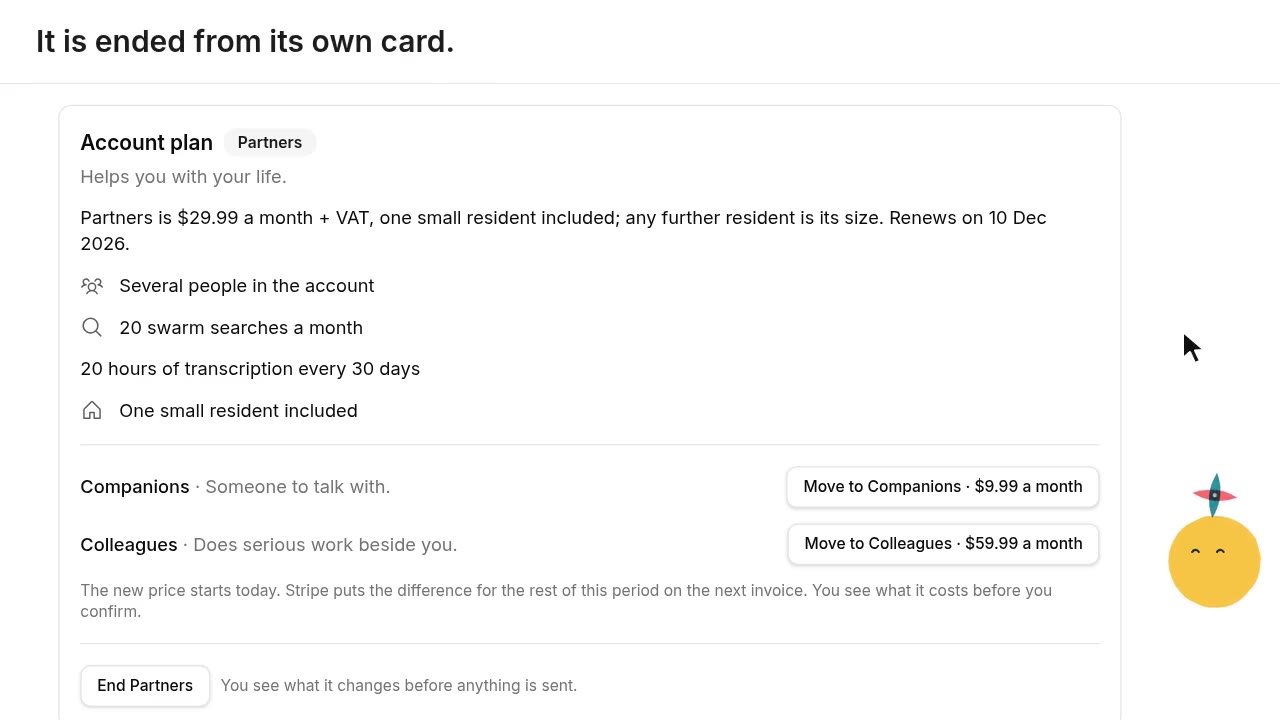 It is ended from its own card.
Account plan Partners
Helps you with your life.
Partners is $29.99 a month + VAT, one small resident included; any further resident is its size. Renews on 10 Dec
2026.
Several people in the account
20 swarm searches a month
20 hours of transcription every 30 days
One small resident included
Companions · Someone to talk with. Move to Companions · $9.99 a month
Colleagues · Does serious work beside you. Move to Colleagues · $59.99 a month
The new price starts today. Stripe puts the difference for the rest of this period on the next invoice. You see what it costs before you
confirm.
End Partners You see what it changes before anything is sent.